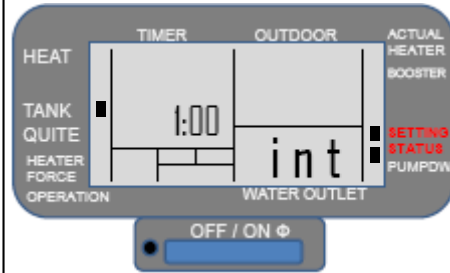 TIMER OUTDOOR ACTUAL
HEATER
HEAT
BOOSTER
TANK
1:00
QUITE
SETTING
STATUS
HEATER
FORCE
int
PUMPDW
OPERATION
WATER OUTLET
OFF / ON Φ